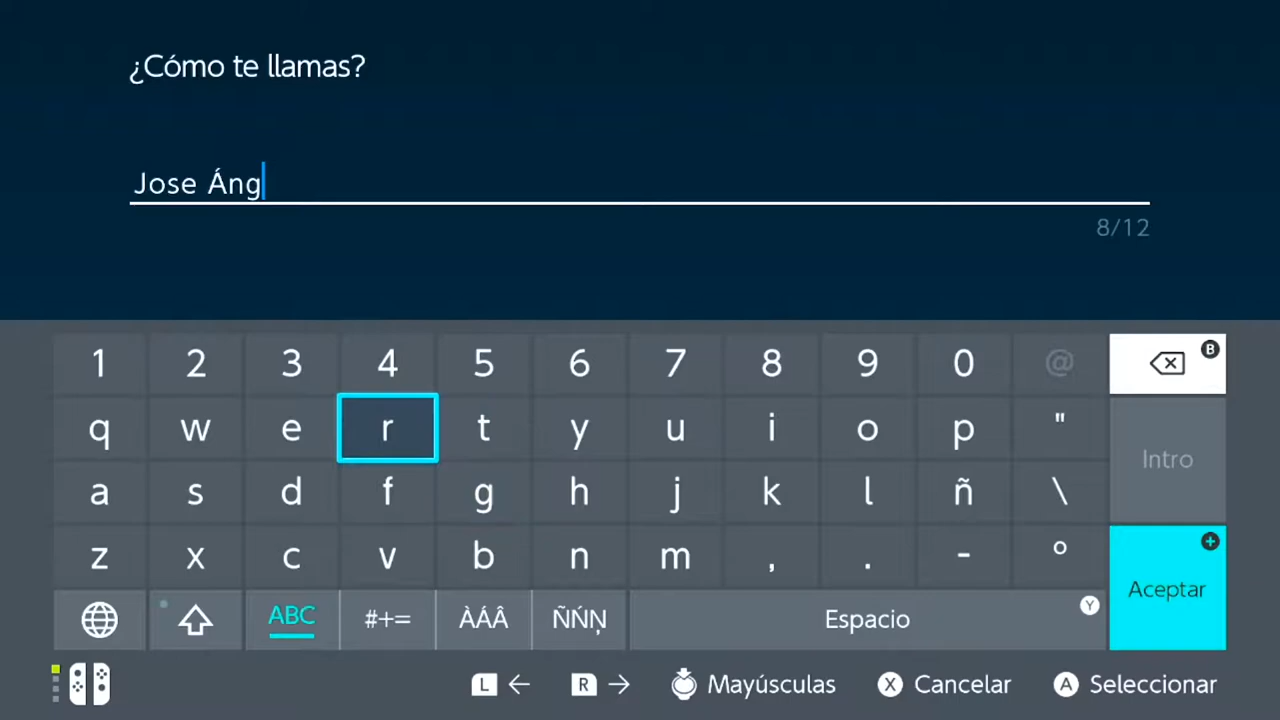 ¿Cómo te llamas?
Jose Áng
8/12
1 2 3 4 5 6 7 8 9 0 @ B
q w e r t y u i o p " Intro
a s d f g h j k l ñ \
z x c v b n m , . - º + Aceptar
ABC #+= ÀÁÂ ÑŃŅ Espacio Y
L ← R → Mayúsculas X Cancelar A Seleccionar